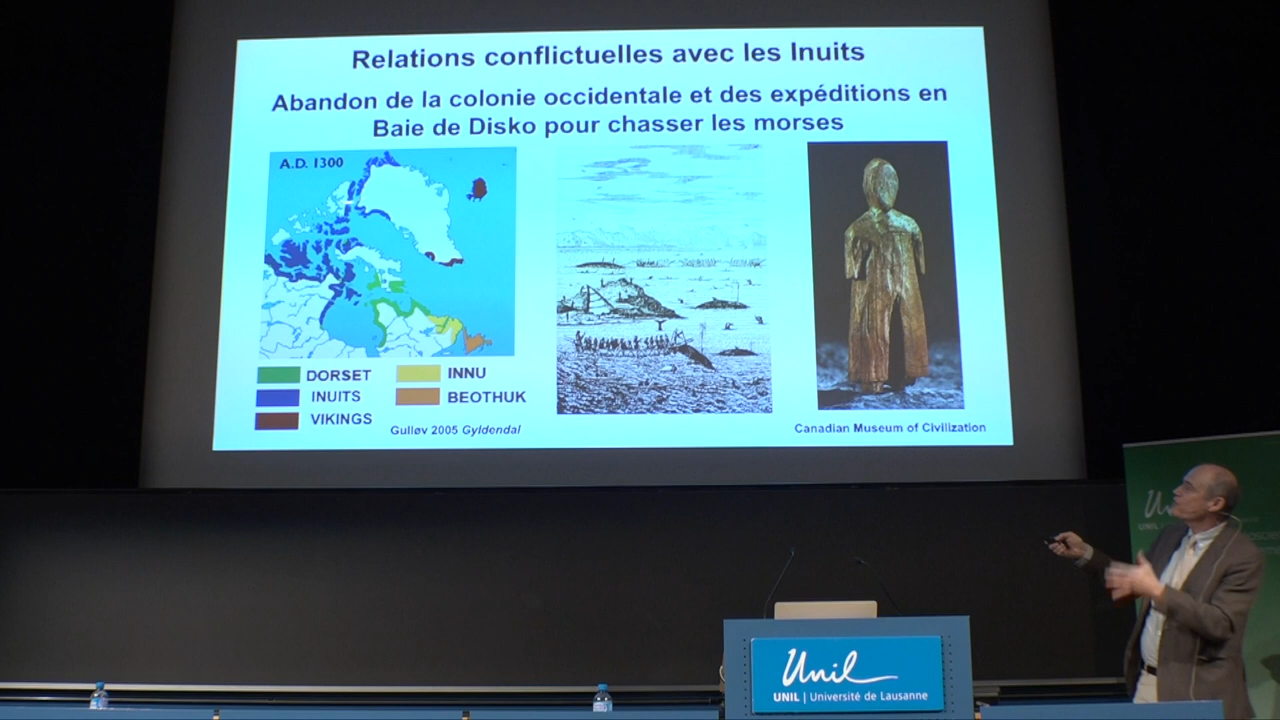 Relations conflictuelles avec les Inuits
Abandon de la colonie occidentale et des expéditions en
Baie de Disko pour chasser les morses
A.D. 1300
DORSET
INNU
INUITS
BEOTHUK
VIKINGS
Gulløv 2005 Gyldendal
Canadian Museum of Civilization
Unil
UNIL | Université de Lausanne